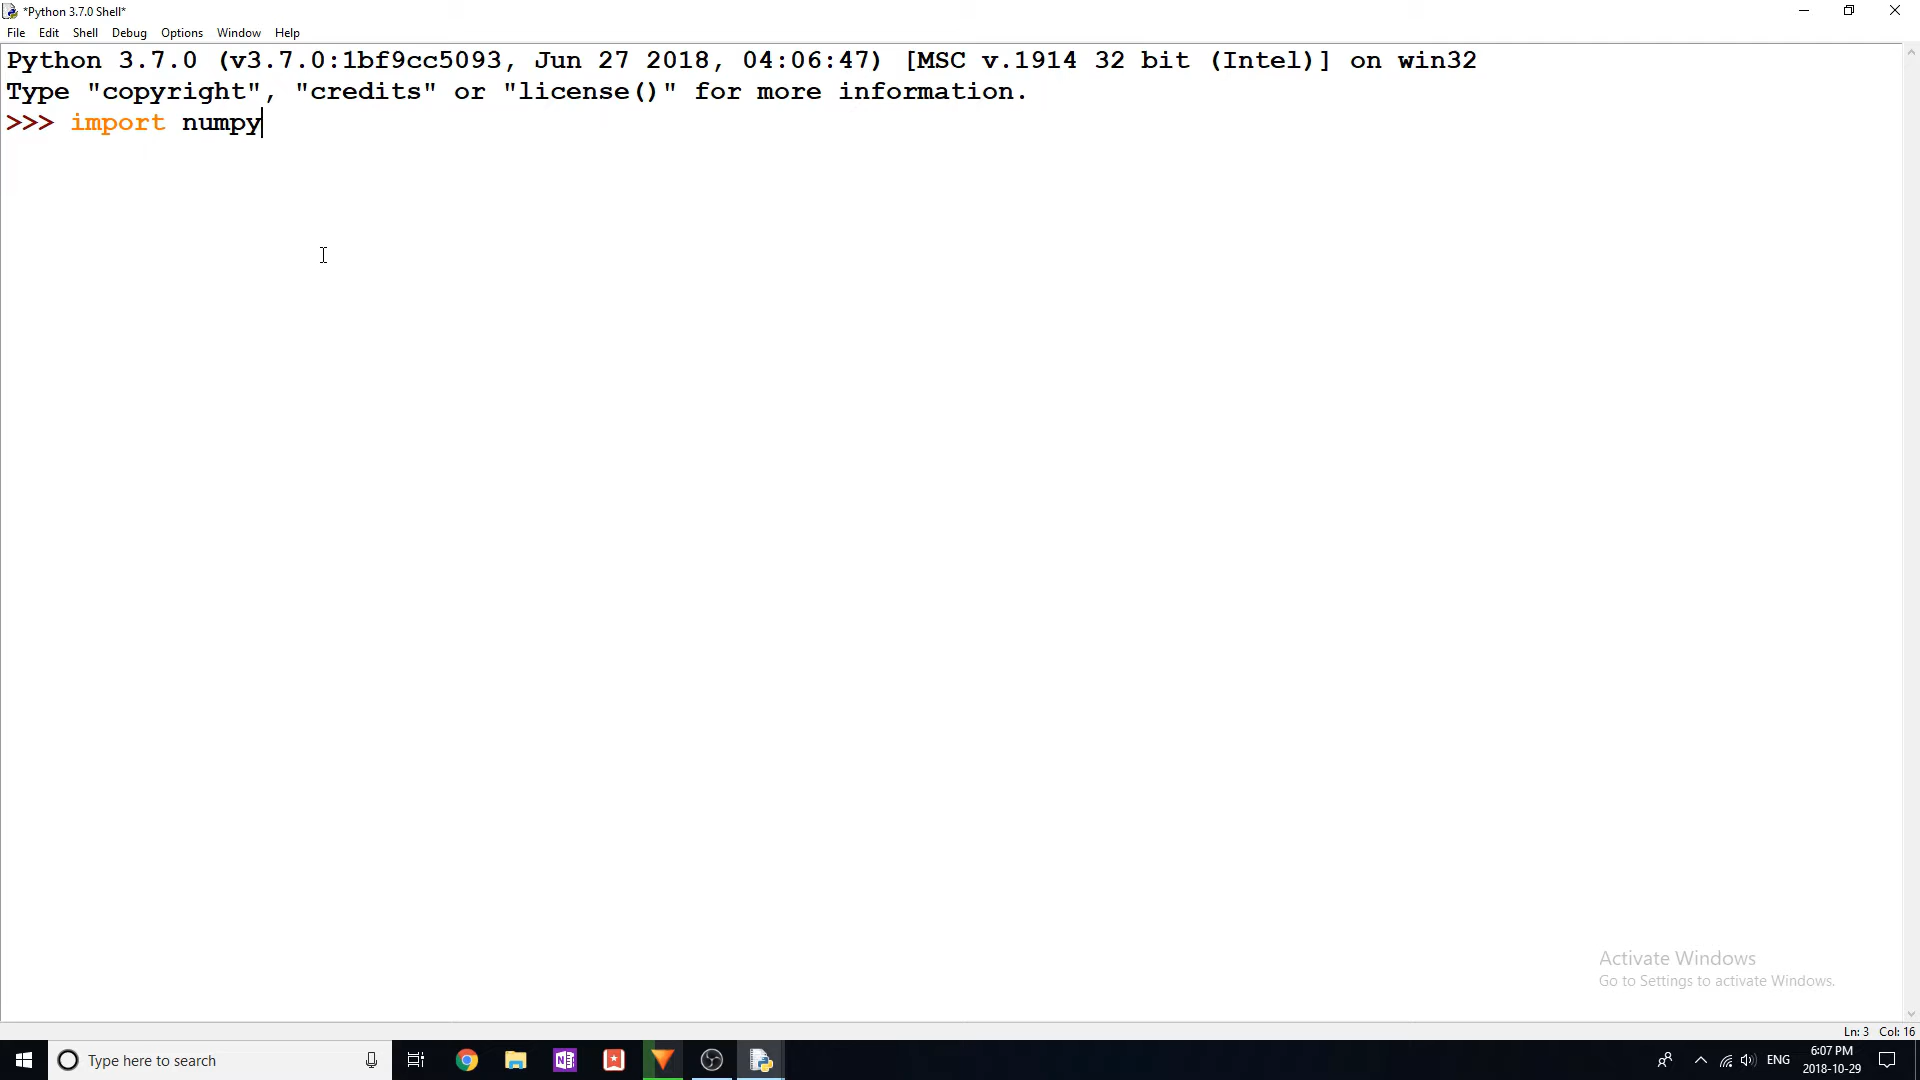 *Python 3.7.0 Shell*
File Edit Shell Debug Options Window Help
Python 3.7.0 (v3.7.0:1bf9cc5093, Jun 27 2018, 04:06:47) [MSC v.1914 32 bit (Intel)] on win32
Type "copyright", "credits" or "license()" for more information.
>>> import numpy
Activate Windows
Go to Settings to activate Windows.
Ln: 3 Col: 16
Type here to search
ENG
6:07 PM
2018-10-29